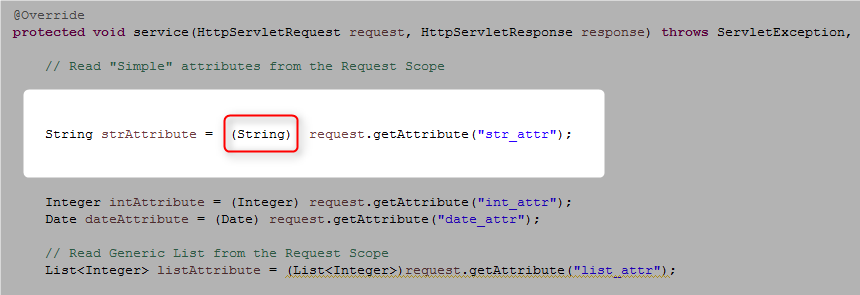 @Override
protected void service(HttpServletRequest request, HttpServletResponse response) throws ServletException,
// Read "Simple" attributes from the Request Scope
String strAttribute = (String) request.getAttribute("str_attr");
Integer intAttribute = (Integer) request.getAttribute("int_attr");
Date dateAttribute = (Date) request.getAttribute("date_attr");
// Read Generic List from the Request Scope
List<Integer> listAttribute = (List<Integer>)request.getAttribute("list_attr");